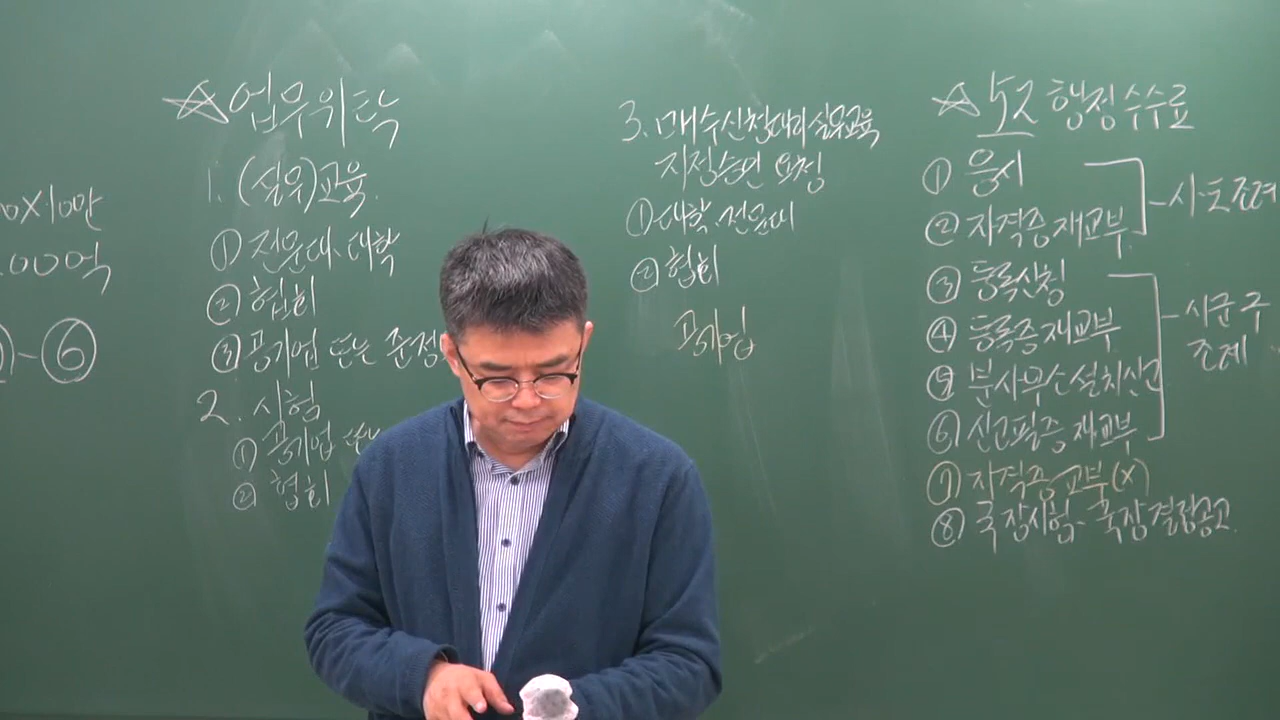 0X10만
.00억
)-⑥
☆업무위탁
1. (실무)교육
① 전문대·대학
② 협회
③ 공기업 또는 준정
2. 시험
① 공기업 또는
② 협회
3. 매수신청대리실무교육
지정승인 요청
① 대학·전문대
② 협회
공기업
☆ 행정수수료
① 응시
② 자격증재교부
-시·도조례
③ 등록신청
④ 등록증재교부
⑤ 분사무소설치신고
⑥ 신고필증재교부
-시군구
조례
⑦ 자격증교부(X)
⑧ 국장시험- 국장결정공고.